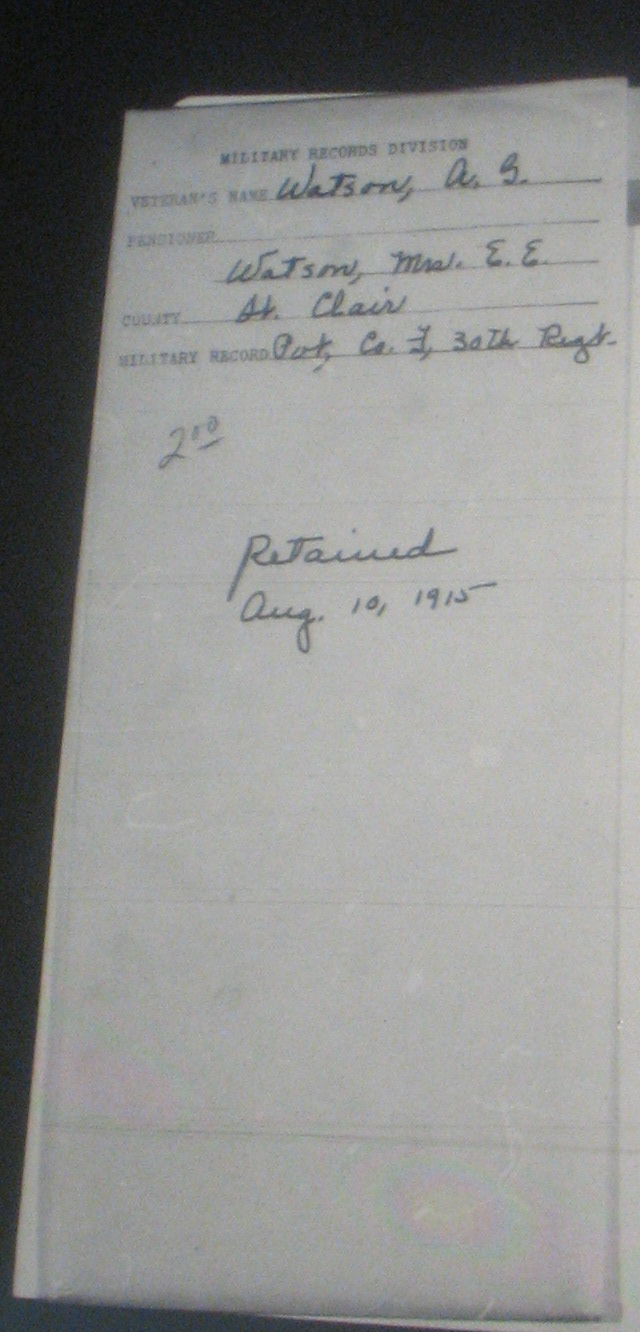 MILITARY RECORDS DIVISION
VETERAN'S NAME Watson, A. G.
PENSIONER
Watson, Mrs. E. E.
COUNTY St. Clair
MILITARY RECORD Pvt, Co. I, 30th Regt.
2nd
Retained
Aug. 10, 1915